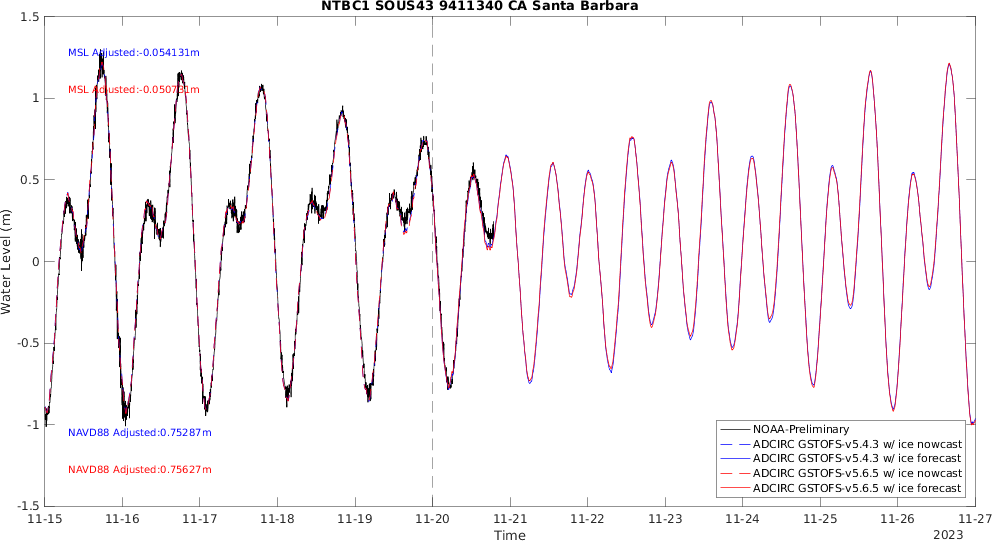 NTBC1 SOUS43 9411340 CA Santa Barbara
1.5
1
0.5
0
-0.5
-1
-1.5
Water Level (m)
MSL Adjusted:-0.054131m
MSL Adjusted:-0.050731m
NAVD88 Adjusted:0.75287m
NAVD88 Adjusted:0.75627m
NOAA-Preliminary
ADCIRC GSTOFS-v5.4.3 w/ ice nowcast
ADCIRC GSTOFS-v5.4.3 w/ ice forecast
ADCIRC GSTOFS-v5.6.5 w/ ice nowcast
ADCIRC GSTOFS-v5.6.5 w/ ice forecast
11-15 11-16 11-17 11-18 11-19 11-20 11-21 11-22 11-23 11-24 11-25 11-26 11-27
Time
2023